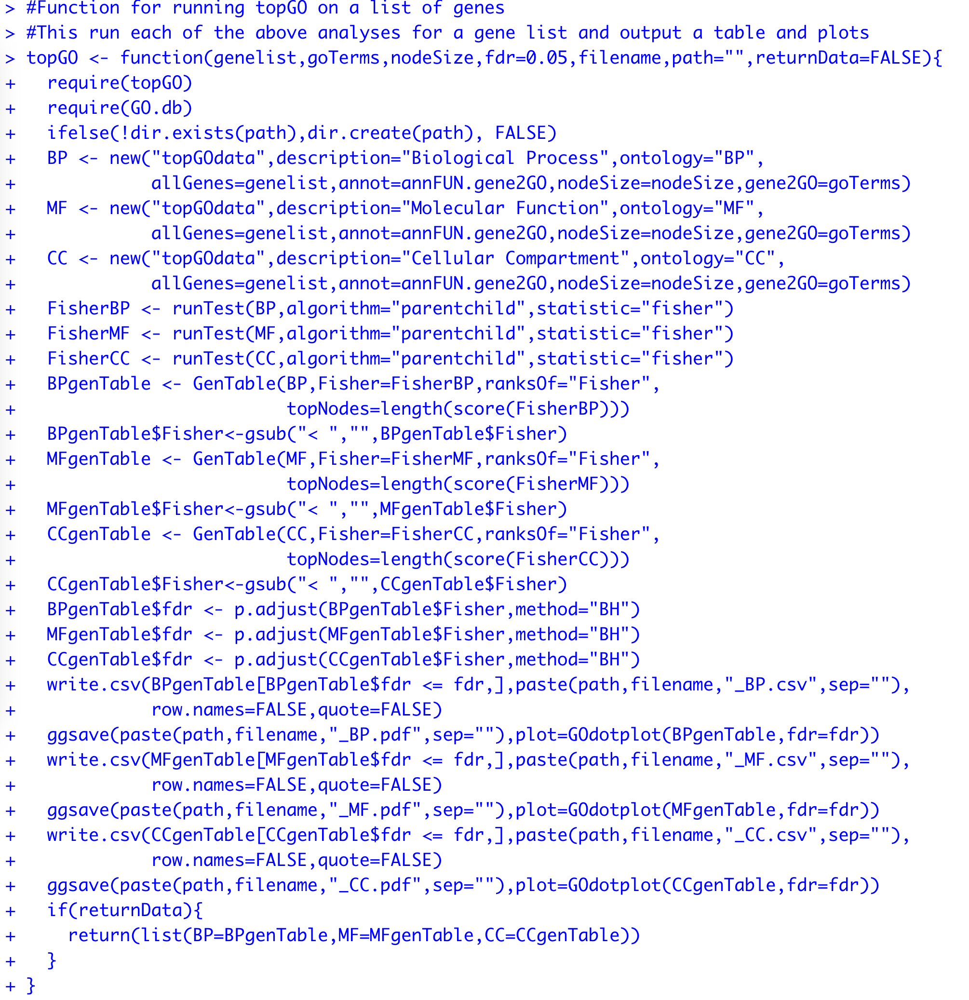 > #Function for running topGO on a list of genes
> #This run each of the above analyses for a gene list and output a table and plots
> topGO <- function(genelist,goTerms,nodeSize,fdr=0.05,filename,path="",returnData=FALSE){
+   require(topGO)
+   require(GO.db)
+   ifelse(!dir.exists(path),dir.create(path), FALSE)
+   BP <- new("topGOdata",description="Biological Process",ontology="BP",
+             allGenes=genelist,annot=annFUN.gene2GO,nodeSize=nodeSize,gene2GO=goTerms)
+   MF <- new("topGOdata",description="Molecular Function",ontology="MF",
+             allGenes=genelist,annot=annFUN.gene2GO,nodeSize=nodeSize,gene2GO=goTerms)
+   CC <- new("topGOdata",description="Cellular Compartment",ontology="CC",
+             allGenes=genelist,annot=annFUN.gene2GO,nodeSize=nodeSize,gene2GO=goTerms)
+   FisherBP <- runTest(BP,algorithm="parentchild",statistic="fisher")
+   FisherMF <- runTest(MF,algorithm="parentchild",statistic="fisher")
+   FisherCC <- runTest(CC,algorithm="parentchild",statistic="fisher")
+   BPgenTable <- GenTable(BP,Fisher=FisherBP,ranksOf="Fisher",
+                          topNodes=length(score(FisherBP)))
+   BPgenTable$Fisher<-gsub("< ","",BPgenTable$Fisher)
+   MFgenTable <- GenTable(MF,Fisher=FisherMF,ranksOf="Fisher",
+                          topNodes=length(score(FisherMF)))
+   MFgenTable$Fisher<-gsub("< ","",MFgenTable$Fisher)
+   CCgenTable <- GenTable(CC,Fisher=FisherCC,ranksOf="Fisher",
+                          topNodes=length(score(FisherCC)))
+   CCgenTable$Fisher<-gsub("< ","",CCgenTable$Fisher)
+   BPgenTable$fdr <- p.adjust(BPgenTable$Fisher,method="BH")
+   MFgenTable$fdr <- p.adjust(MFgenTable$Fisher,method="BH")
+   CCgenTable$fdr <- p.adjust(CCgenTable$Fisher,method="BH")
+   write.csv(BPgenTable[BPgenTable$fdr <= fdr,],paste(path,filename,"_BP.csv",sep=""),
+             row.names=FALSE,quote=FALSE)
+   ggsave(paste(path,filename,"_BP.pdf",sep=""),plot=GOdotplot(BPgenTable,fdr=fdr))
+   write.csv(MFgenTable[MFgenTable$fdr <= fdr,],paste(path,filename,"_MF.csv",sep=""),
+             row.names=FALSE,quote=FALSE)
+   ggsave(paste(path,filename,"_MF.pdf",sep=""),plot=GOdotplot(MFgenTable,fdr=fdr))
+   write.csv(CCgenTable[CCgenTable$fdr <= fdr,],paste(path,filename,"_CC.csv",sep=""),
+             row.names=FALSE,quote=FALSE)
+   ggsave(paste(path,filename,"_CC.pdf",sep=""),plot=GOdotplot(CCgenTable,fdr=fdr))
+   if(returnData){
+     return(list(BP=BPgenTable,MF=MFgenTable,CC=CCgenTable))
+   }
+ }